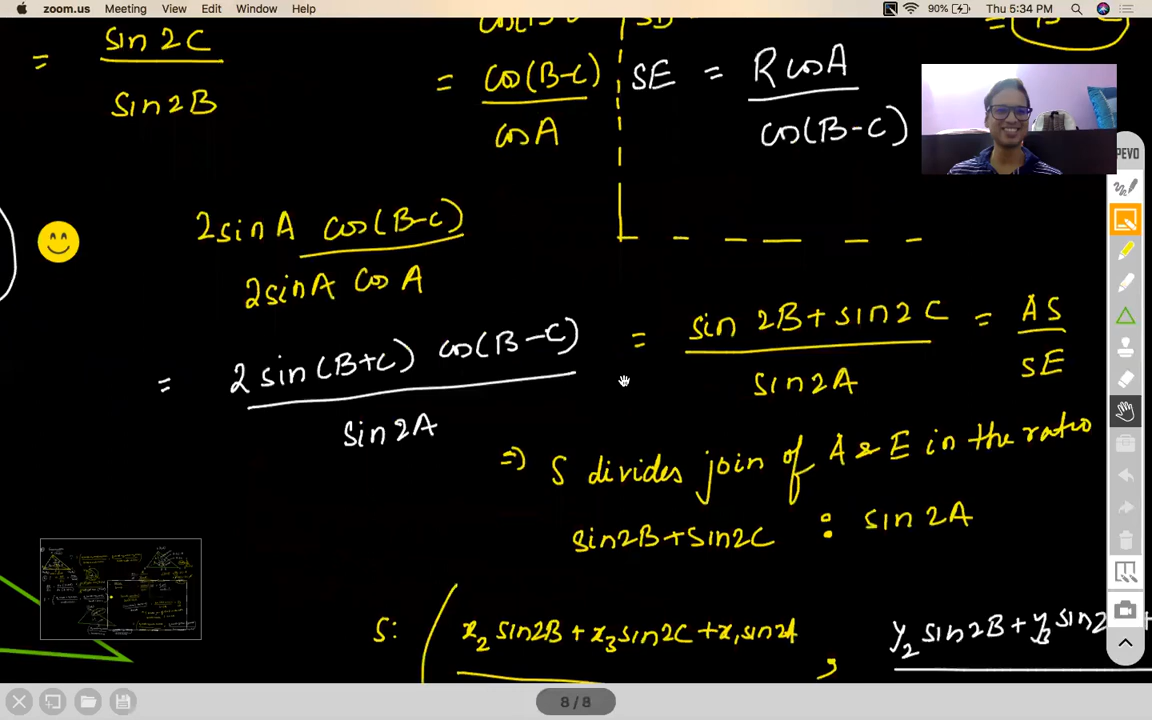 zoom.us Meeting View Edit Window Help 90% Thu 5:34 PM
= sin 2C / sin 2B
= cos(B-C) / cos A
SE = R cos A / cos(B-C)
=
PEVO
2 sin A cos(B-C) / 2 sin A cos A
= 2 sin(B+C) cos(B-C) / sin 2A
= sin 2B + sin 2C / sin 2A = AS / SE
=> S divides join of A & E in the ratio
sin2B + sin2C : sin 2A
S: ( x₂ sin2B + x₃ sin2C + x₁ sin2A , y₂ sin2B + y₃ sin2
8 / 8